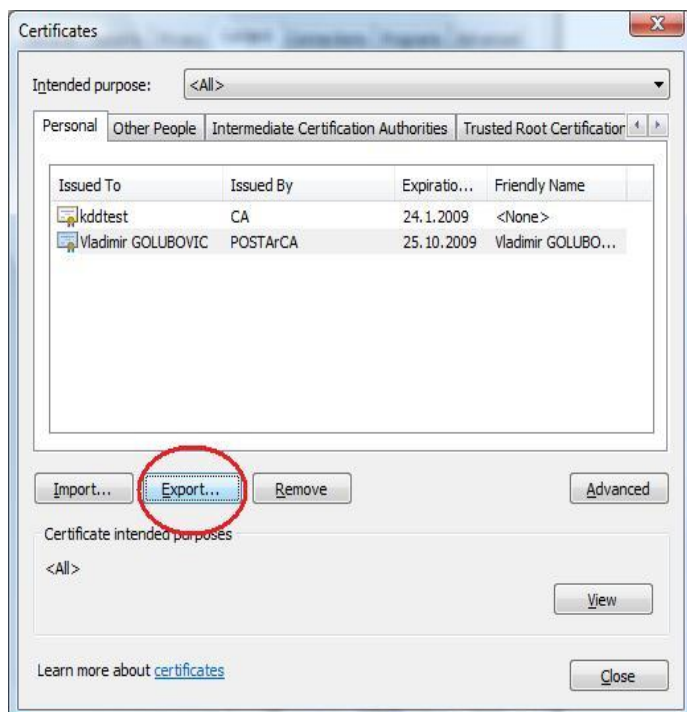 Certificates
Intended purpose: <All>
Personal Other People Intermediate Certification Authorities Trusted Root Certification
Issued To Issued By Expiratio... Friendly Name
kddtest CA 24.1.2009 <None>
Vladimir GOLUBOVIC POSTArCA 25.10.2009 Vladimir GOLUBO...
Import... Export... Remove Advanced
Certificate intended purposes
<All>
View
Learn more about certificates
Close